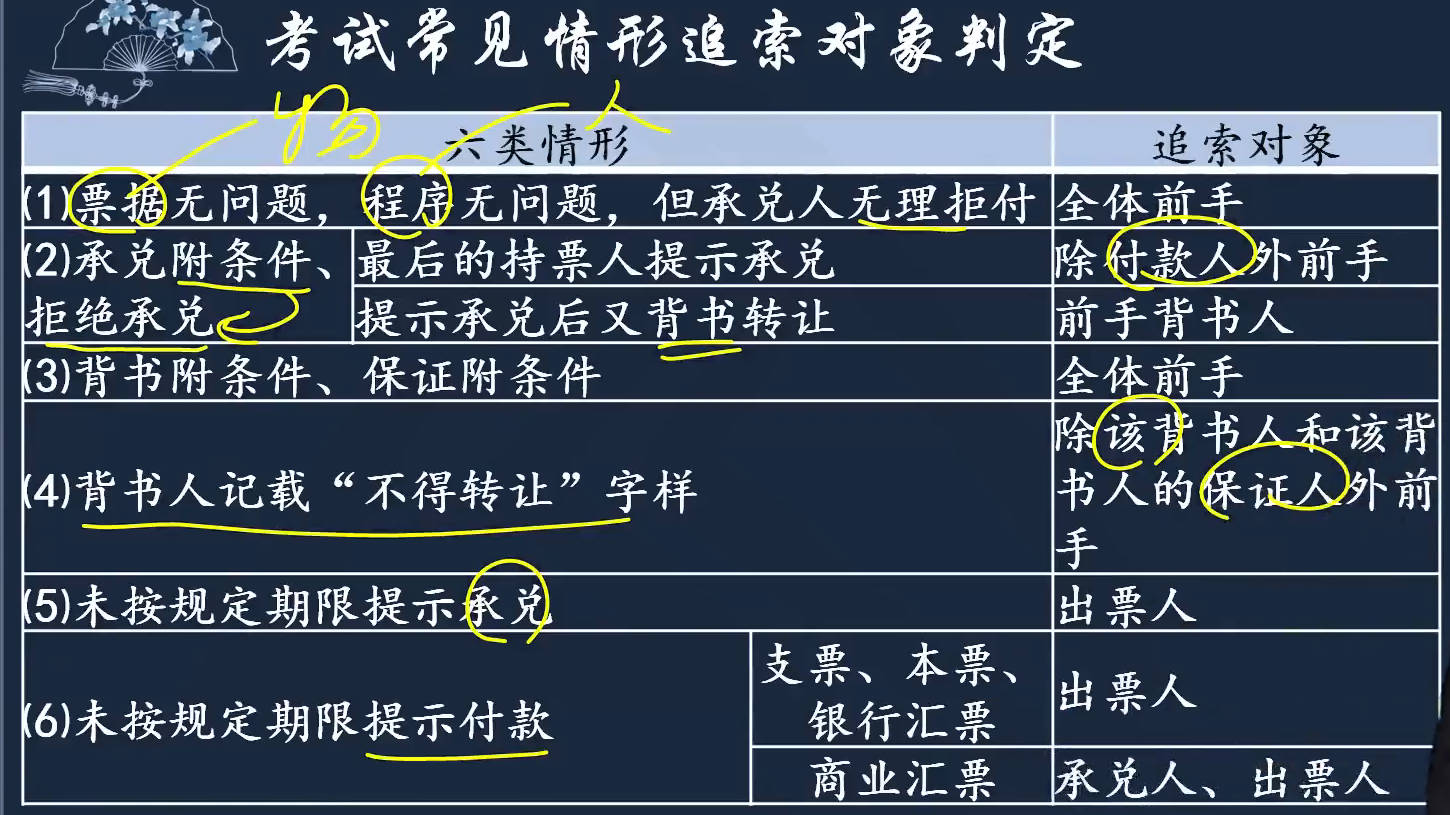 考试常见情形追索对象判定
物 人
六类情形 追索对象
(1)票据无问题，程序无问题，但承兑人无理拒付 全体前手
(2)承兑附条件、拒绝承兑 最后的持票人提示承兑 除付款人外前手
提示承兑后又背书转让 前手背书人
(3)背书附条件、保证附条件 全体前手
(4)背书人记载“不得转让”字样 除该背书人和该背
书人的保证人外前
手
(5)未按规定期限提示承兑 出票人
(6)未按规定期限提示付款 支票、本票、
银行汇票 出票人
商业汇票 承兑人、出票人